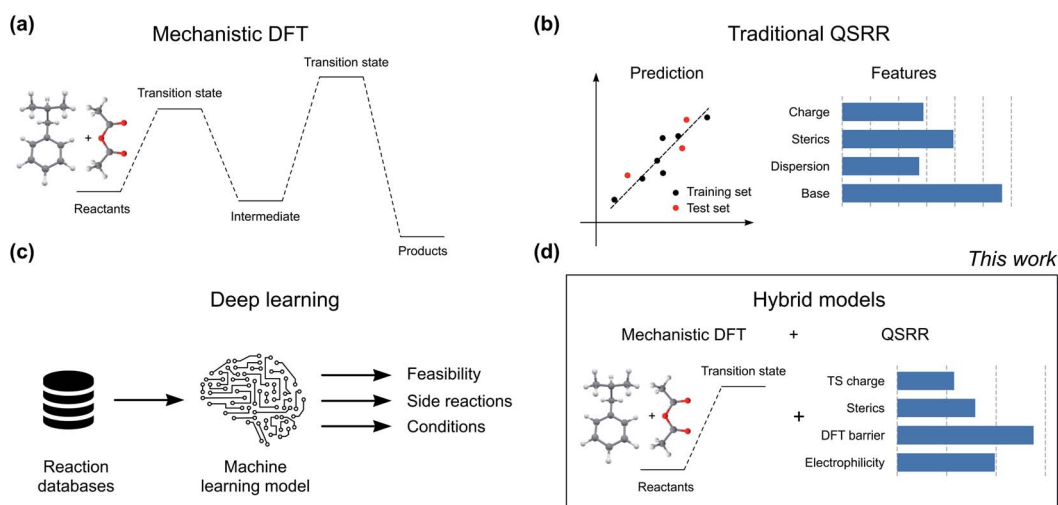 (a)
Mechanistic DFT
Transition state
Transition state
+
Reactants
Intermediate
Products
(b)
Traditional QSRR
Prediction
Training set
Test set
Features
Charge
Sterics
Dispersion
Base
(c)
Deep learning
Reaction
databases
Machine
learning model
Feasibility
Side reactions
Conditions
(d)
This work
Hybrid models
Mechanistic DFT + QSRR
Transition state
+
Reactants
+
TS charge
Sterics
DFT barrier
Electrophilicity